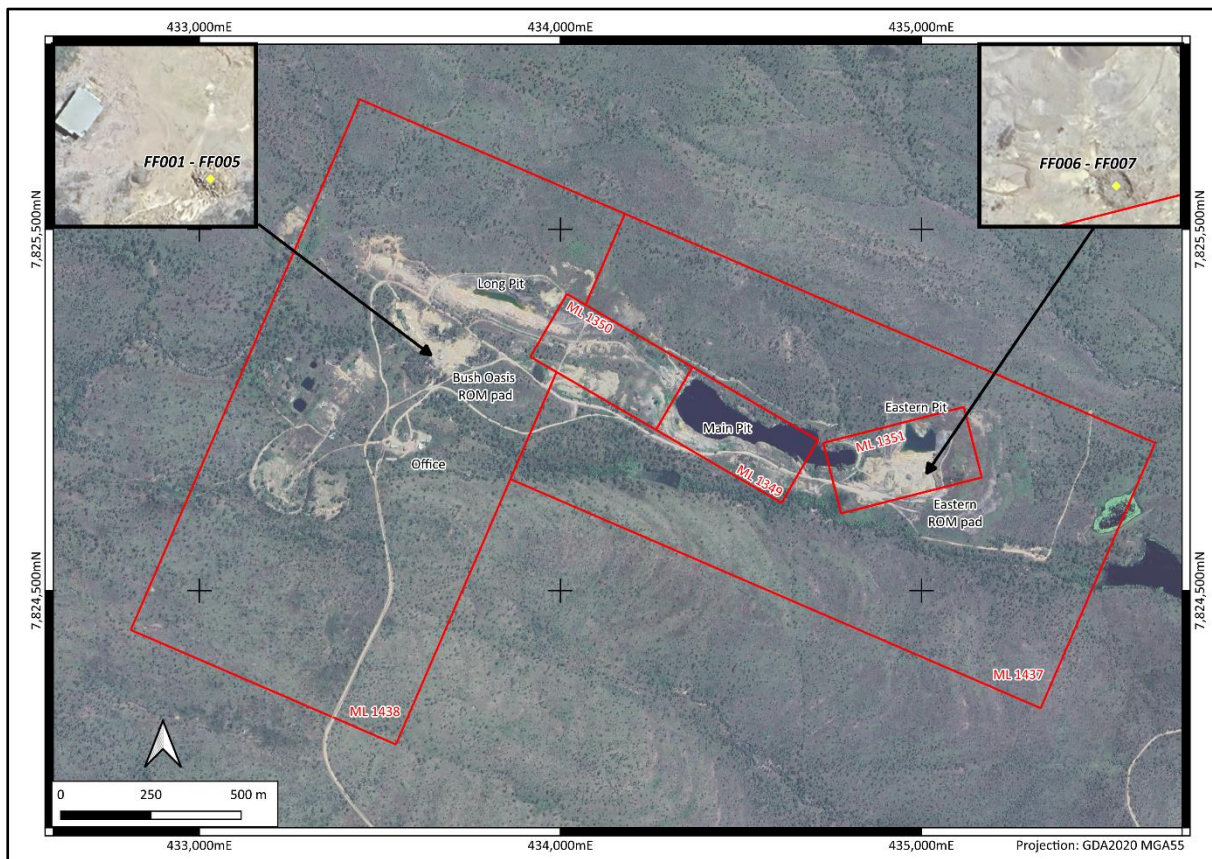 433,000mE
434,000mE
435,000mE
FF001 - FF005
FF006 - FF007
7,825,500mN
7,825,500mN
Long Pit
ML 1350
Bush Oasis
ROM pad
Main Pit
Eastern Pit
ML 1351
Office
ML 1349
Eastern
ROM pad
7,824,500mN
7,824,500mN
ML 1437
ML 1438
0
250
500 m
433,000mE
434,000mE
435,000mE
Projection: GDA2020 MGA55